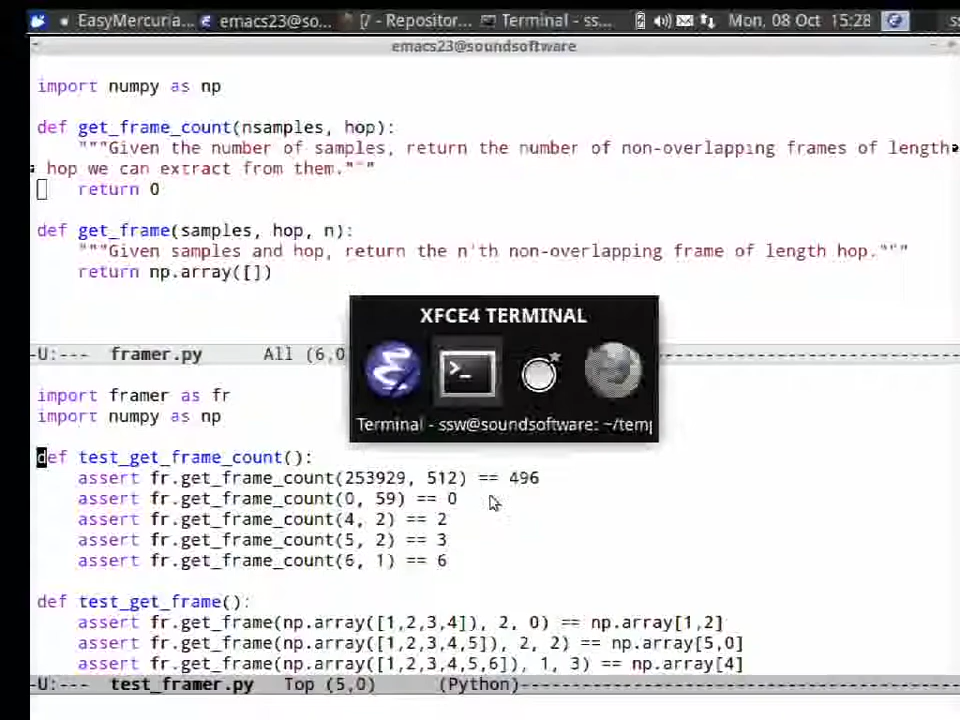 EasyMercuria... emacs23@so... [/ - Repositor... Terminal - ss... Mon, 08 Oct 15:28
emacs23@soundsoftware
import numpy as np
def get_frame_count(nsamples, hop):
"""Given the number of samples, return the number of non-overlapping frames of length
hop we can extract from them."""
return 0
def get_frame(samples, hop, n):
"""Given samples and hop, return the n'th non-overlapping frame of length hop."""
return np.array([])
XFCE4 TERMINAL
Terminal - ssw@soundsoftware: ~/temp
-U:--- framer.py All (6,0
import framer as fr
import numpy as np
def test_get_frame_count():
assert fr.get_frame_count(253929, 512) == 496
assert fr.get_frame_count(0, 59) == 0
assert fr.get_frame_count(4, 2) == 2
assert fr.get_frame_count(5, 2) == 3
assert fr.get_frame_count(6, 1) == 6
def test_get_frame():
assert fr.get_frame(np.array([1,2,3,4]), 2, 0) == np.array[1,2]
assert fr.get_frame(np.array([1,2,3,4,5]), 2, 2) == np.array[5,0]
assert fr.get_frame(np.array([1,2,3,4,5,6]), 1, 3) == np.array[4]
-U:--- test_framer.py Top (5,0) (Python)